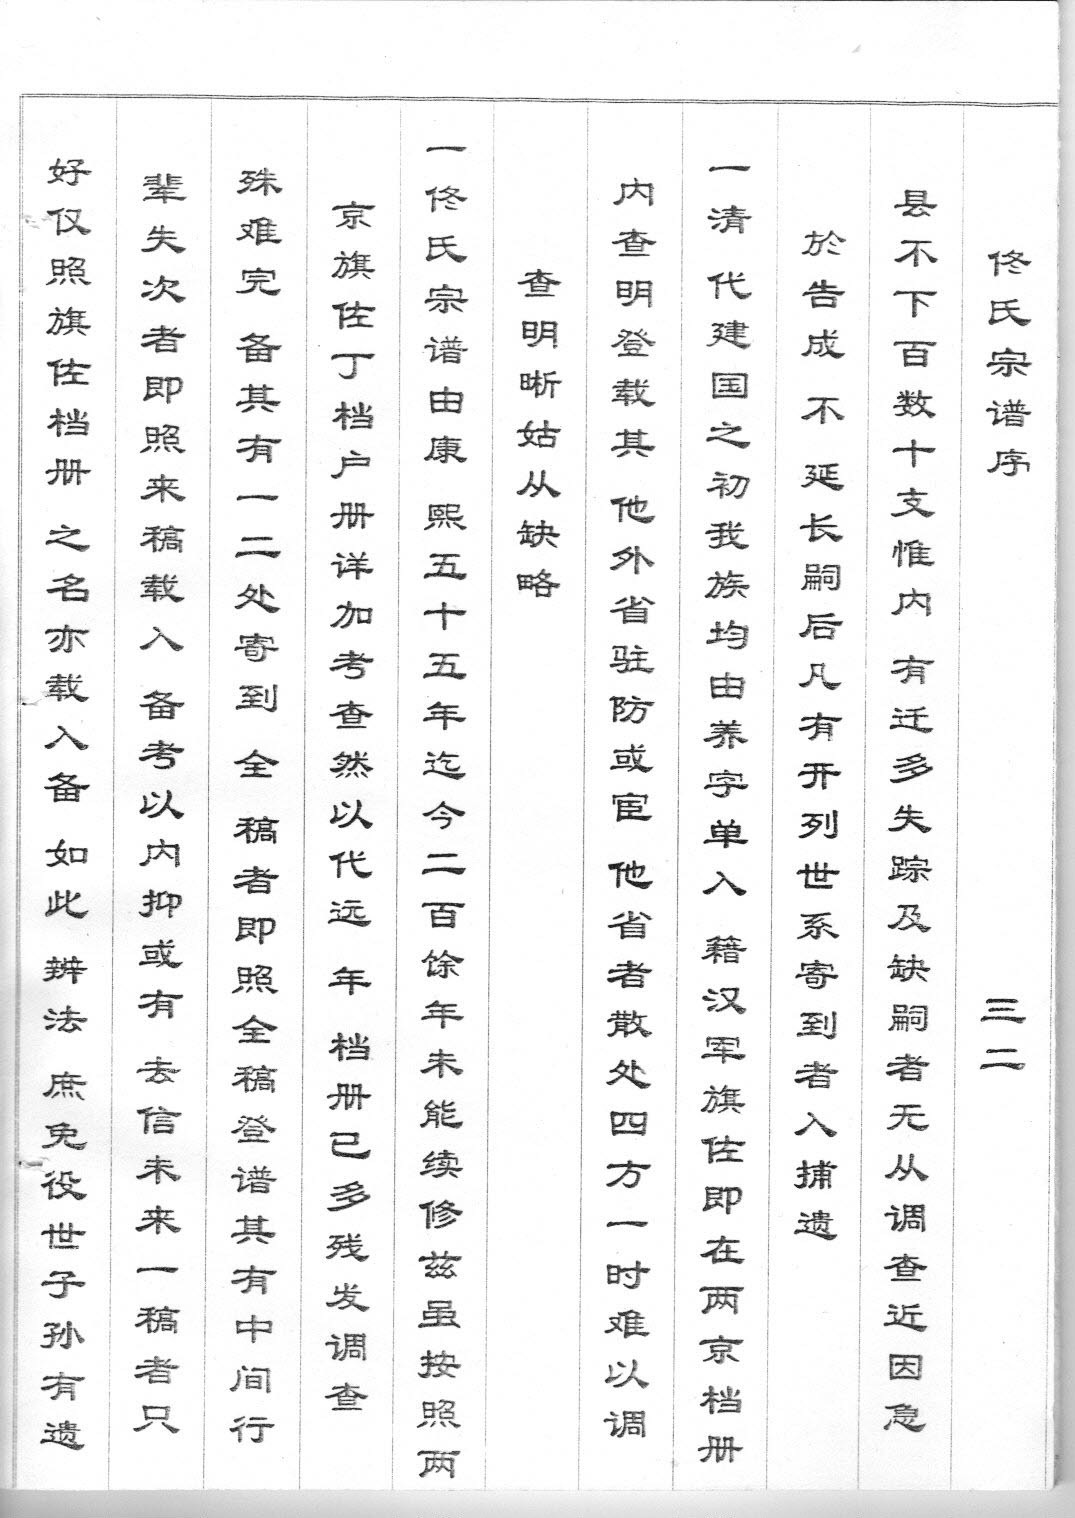 佟氏宗谱序 三二
县不下百数十支惟内有迁多失踪及缺嗣者无从调查近因急
於告成不延长嗣后凡有开列世系寄到者入捕遗
一清代建国之初我族均由养字单入籍汉军旗佐即在两京档册
内查明登载其他外省驻防或宦他省者散处四方一时难以调
查明晰姑从缺略
一佟氏宗谱由康熙五十五年迄今二百馀年未能续修兹虽按照两
京旗佐丁档户册详加考查然以代远年档册已多残发调查
殊难完备其有一二处寄到全稿者即照全稿登谱其有中间行
辈失次者即照来稿载入备考以内抑或有去信未来一稿者只
好仅照旗佐档册之名亦载入备如此辨法庶免役世子孙有遗